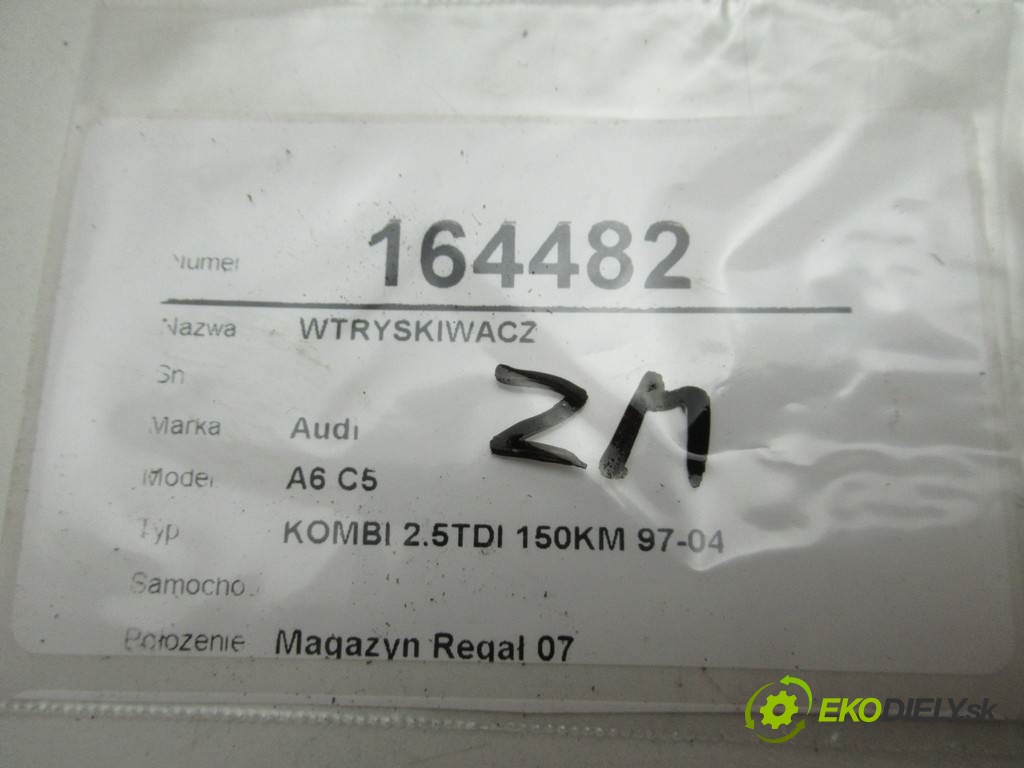 Numer 164482
Nazwa WTRYSKIWACZ
Sn
Marka Audi
ZM
Model A6 C5
Typ KOMBI 2.5TDI 150KM 97-04
Samocho
Położenie Magazyn Regał 07
EKODIELY.sk